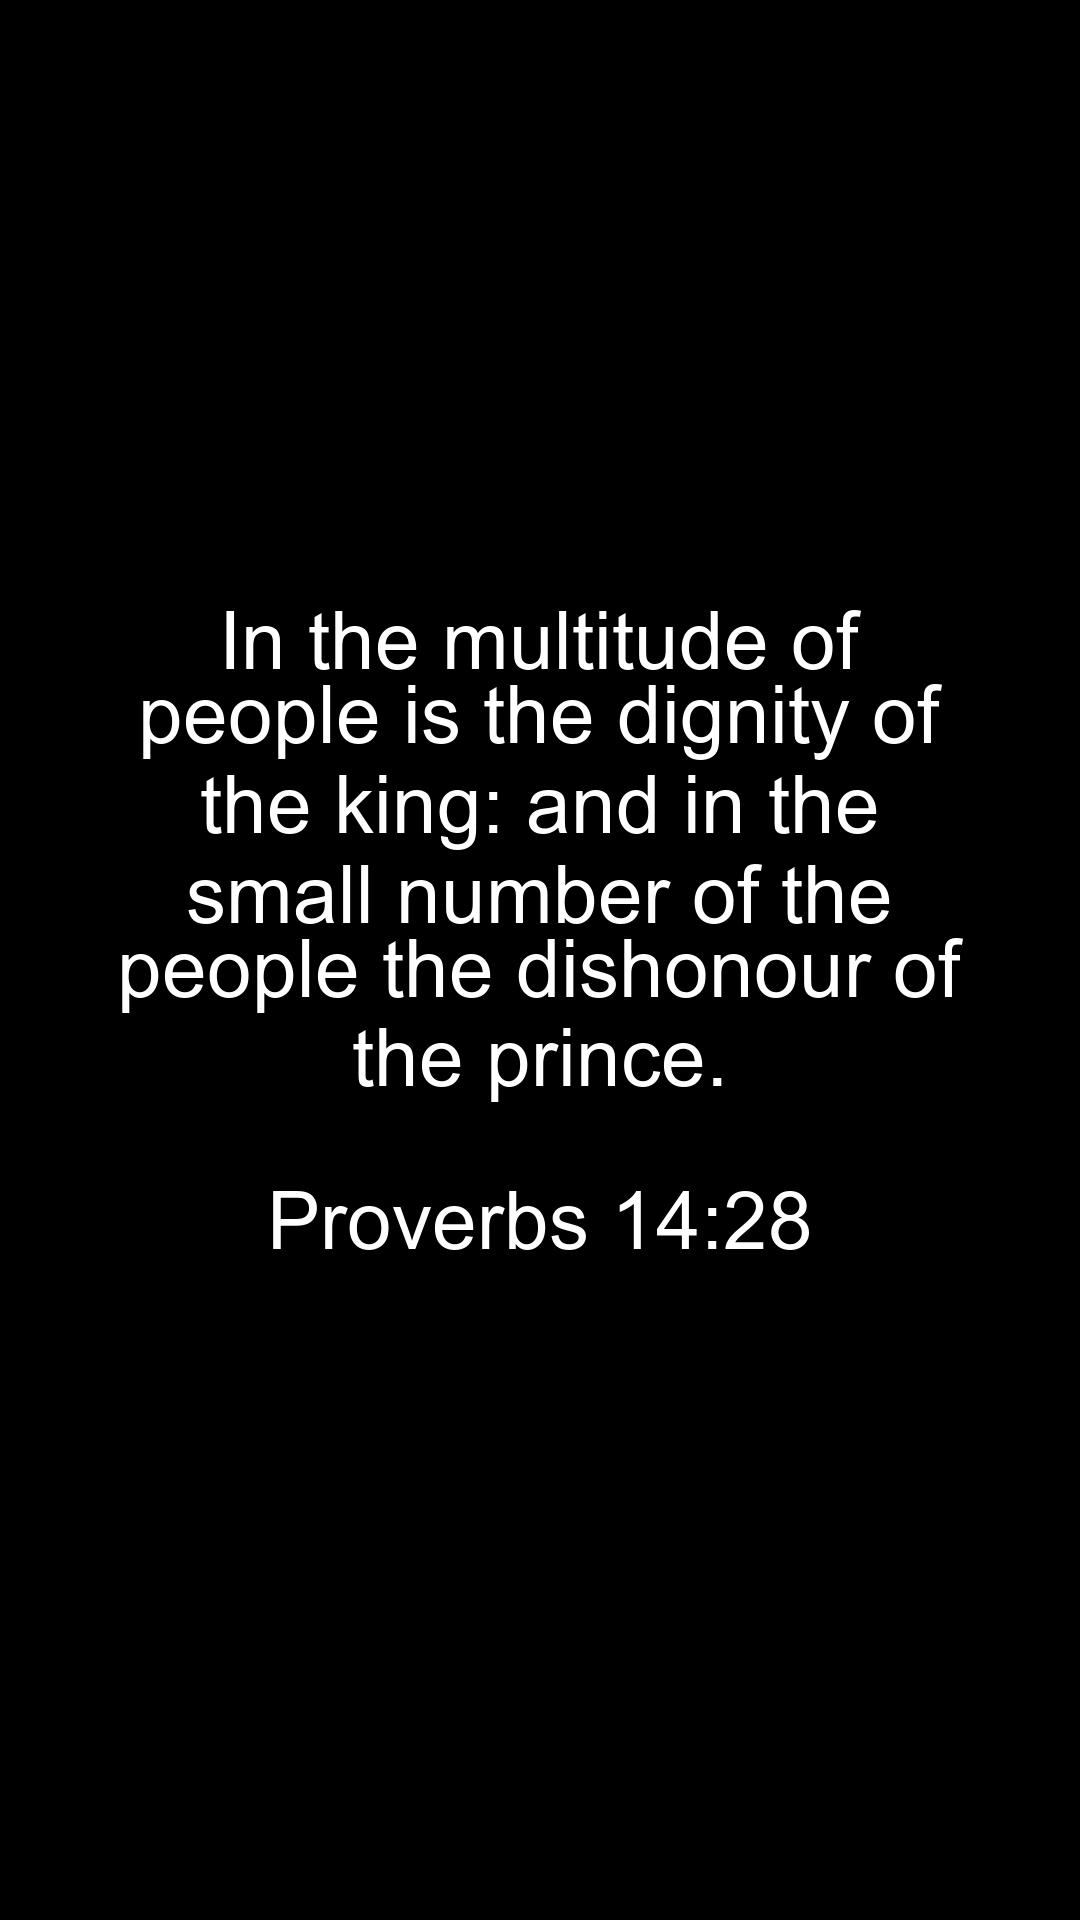 In the multitude of
people is the dignity of
the king: and in the
small number of the
people the dishonour of
the prince.
Proverbs 14:28